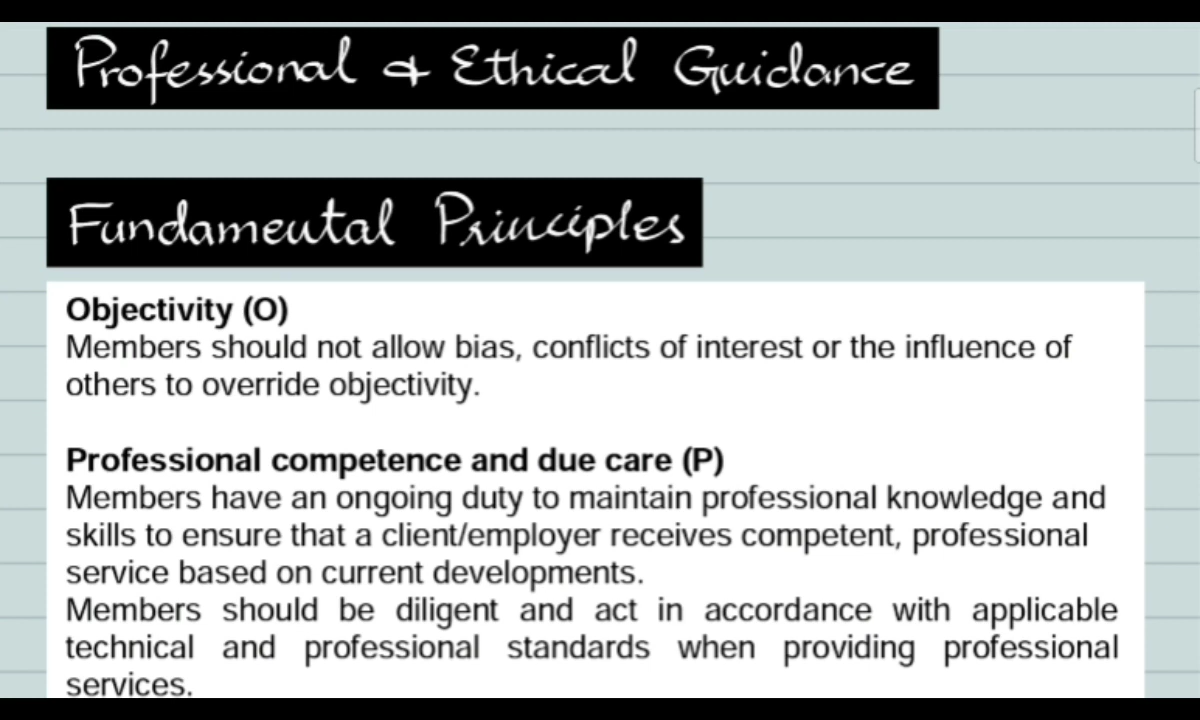 Professional & Ethical Guidance
Fundamental Principles
Objectivity (O)
Members should not allow bias, conflicts of interest or the influence of
others to override objectivity.
Professional competence and due care (P)
Members have an ongoing duty to maintain professional knowledge and
skills to ensure that a client/employer receives competent, professional
service based on current developments.
Members should be diligent and act in accordance with applicable
technical and professional standards when providing professional
services.